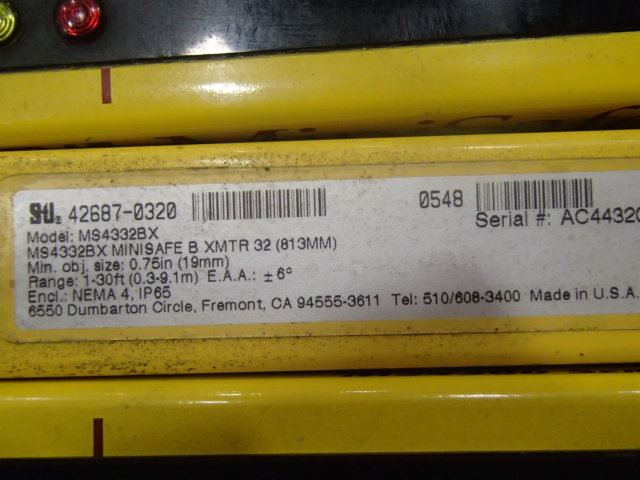 STI® 42687-0320 0548
Serial #: AC44320
Model: MS4332BX
MS4332BX MINISAFE B XMTR 32 (813MM)
Min. obj. size: 0.75in (19mm)
Range: 1-30ft (0.3-9.1m) E.A.A.: ± 6°
Encl.: NEMA 4, IP65
6550 Dumbarton Circle, Fremont, CA 94555-3611 Tel: 510/608-3400 Made in U.S.A.